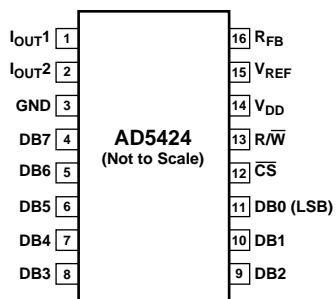 IOUT1 1
IOUT2 2
GND 3
DB7 4
DB6 5
DB5 6
DB4 7
DB3 8
AD5424
(Not to Scale)
16 RFB
15 VREF
14 VDD
13 R/W̅
12 C̅S̅
11 DB0 (LSB)
10 DB1
9 DB2